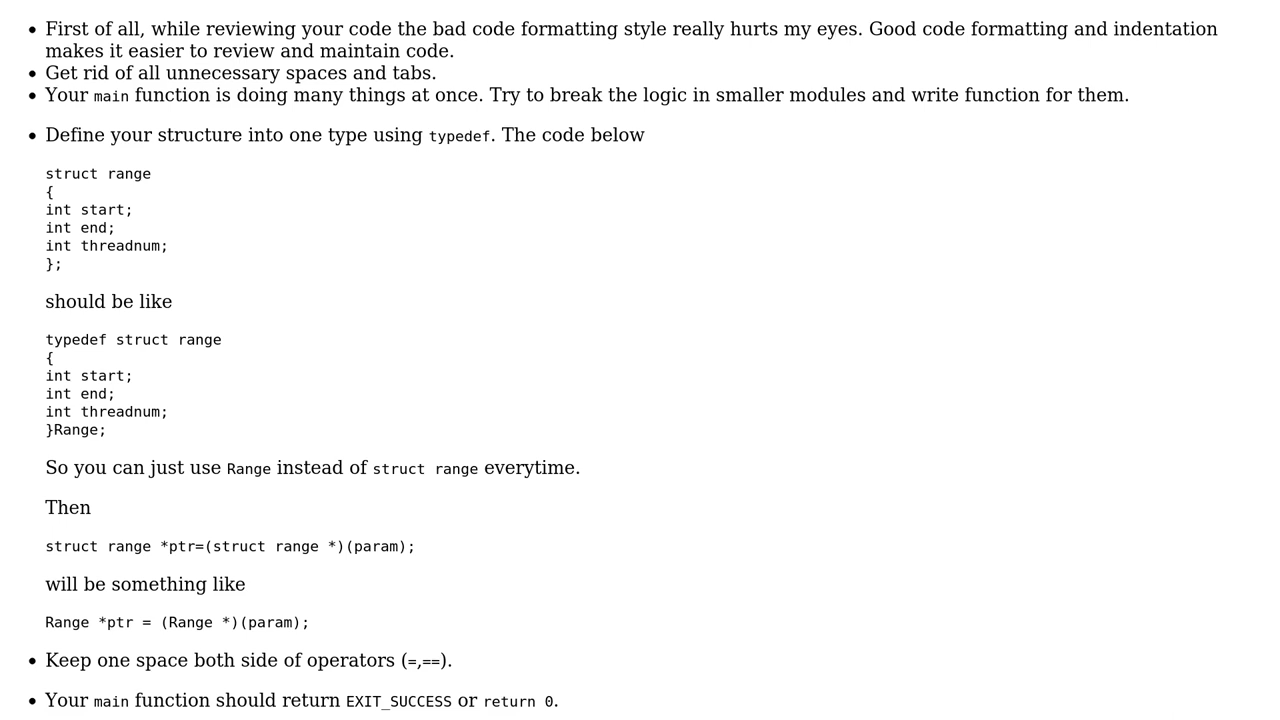 First of all, while reviewing your code the bad code formatting style really hurts my eyes. Good code formatting and indentation
makes it easier to review and maintain code.
Get rid of all unnecessary spaces and tabs.
Your main function is doing many things at once. Try to break the logic in smaller modules and write function for them.
Define your structure into one type using typedef. The code below
struct range
{
int start;
int end;
int threadnum;
};
should be like
typedef struct range
{
int start;
int end;
int threadnum;
}Range;
So you can just use Range instead of struct range everytime.
Then
struct range *ptr=(struct range *)(param);
will be something like
Range *ptr = (Range *)(param);
Keep one space both side of operators (=,==).
Your main function should return EXIT_SUCCESS or return 0.